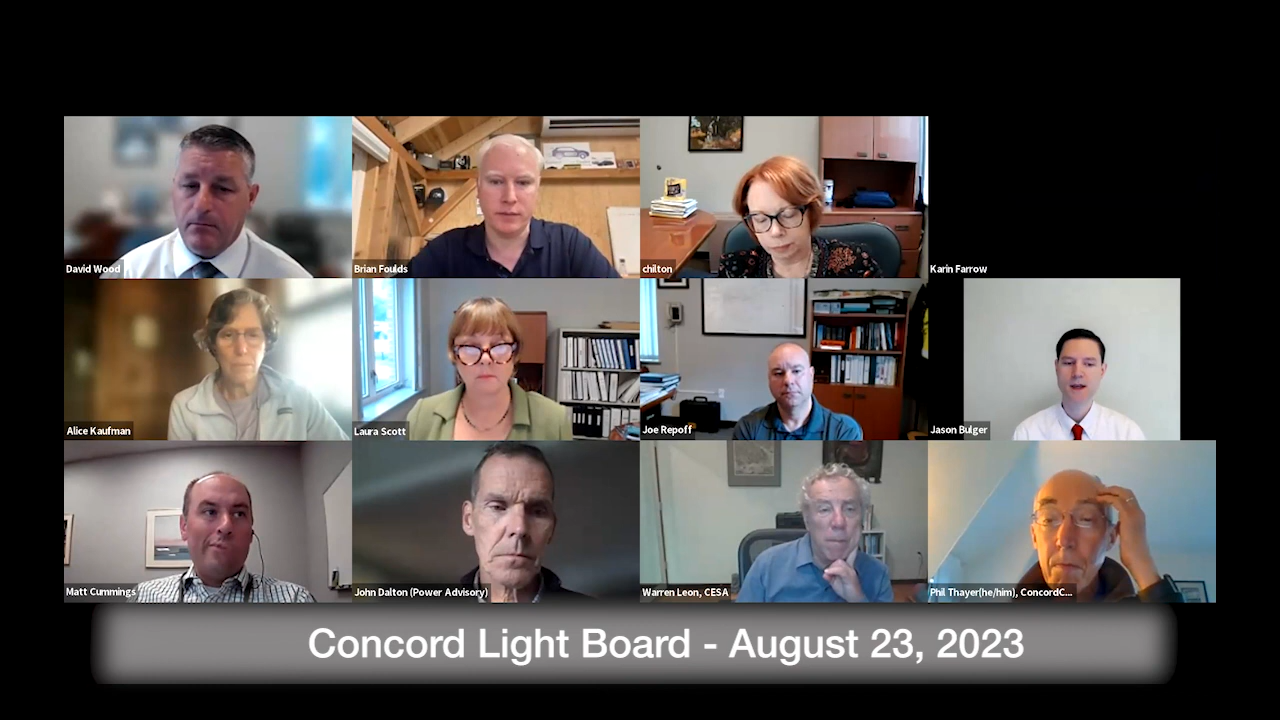 David Wood
Brian Foulds
chilton
Karin Farrow
Alice Kaufman
Laura Scott
Joe Repoff
Jason Bulger
Matt Cummings
John Dalton (Power Advisory)
Warren Leon, CESA
Phil Thayer(he/him), ConcordC...
Concord Light Board - August 23, 2023